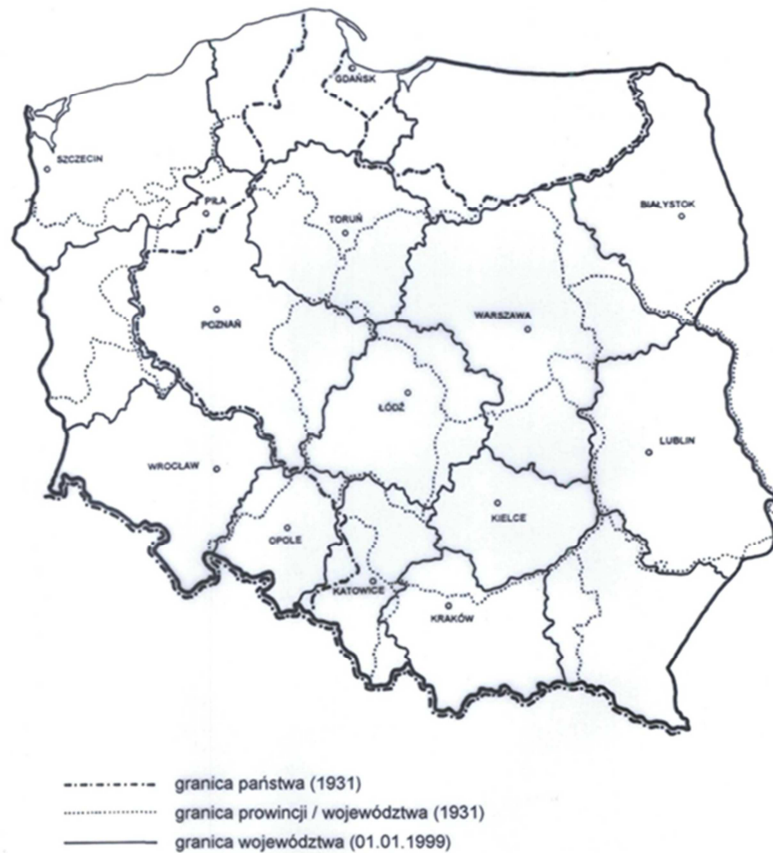 GDAŃSK
SZCZECIN
PIŁA
BIAŁYSTOK
TORUŃ
WARSZAWA
POZNAŃ
ŁÓDŹ
LUBLIN
WROCŁAW
KIELCE
OPOLE
KATOWICE
KRAKÓW
granica państwa (1931)
granica prowincji / województwa (1931)
granica województwa (01.01.1999)